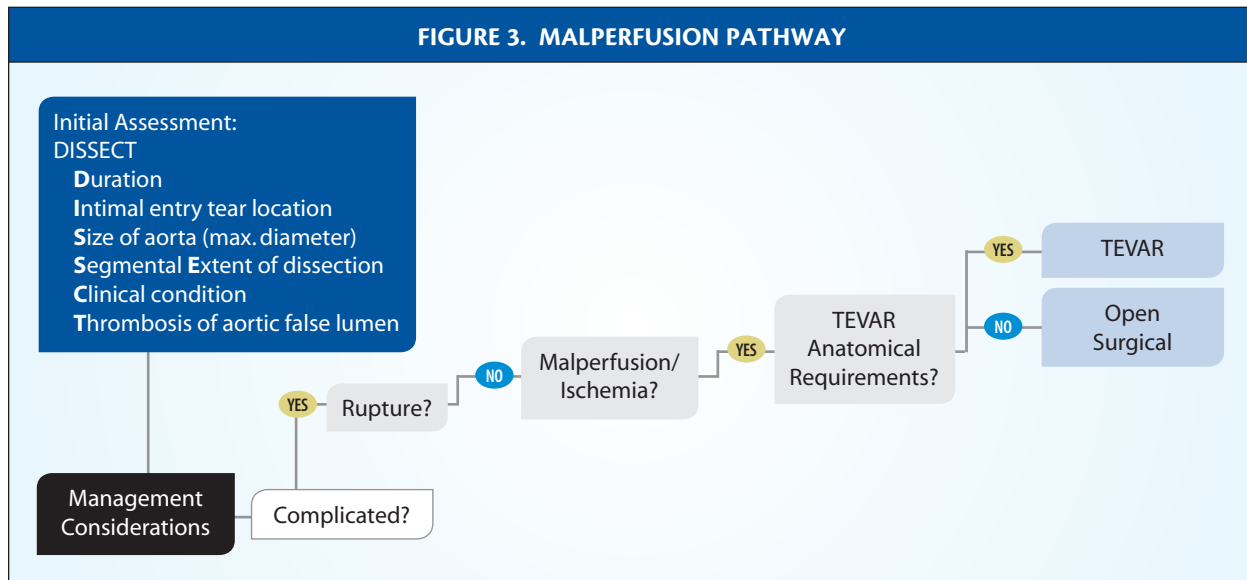 FIGURE 3. MALPERFUSION PATHWAY
Initial Assessment:
DISSECT
Duration
Intimal entry tear location
Size of aorta (max. diameter)
Segmental Extent of dissection
Clinical condition
Thrombosis of aortic false lumen
Management
Considerations
Complicated?
YES
Rupture?
NO
Malperfusion/
Ischemia?
YES
TEVAR
Anatomical
Requirements?
YES
TEVAR
NO
Open
Surgical